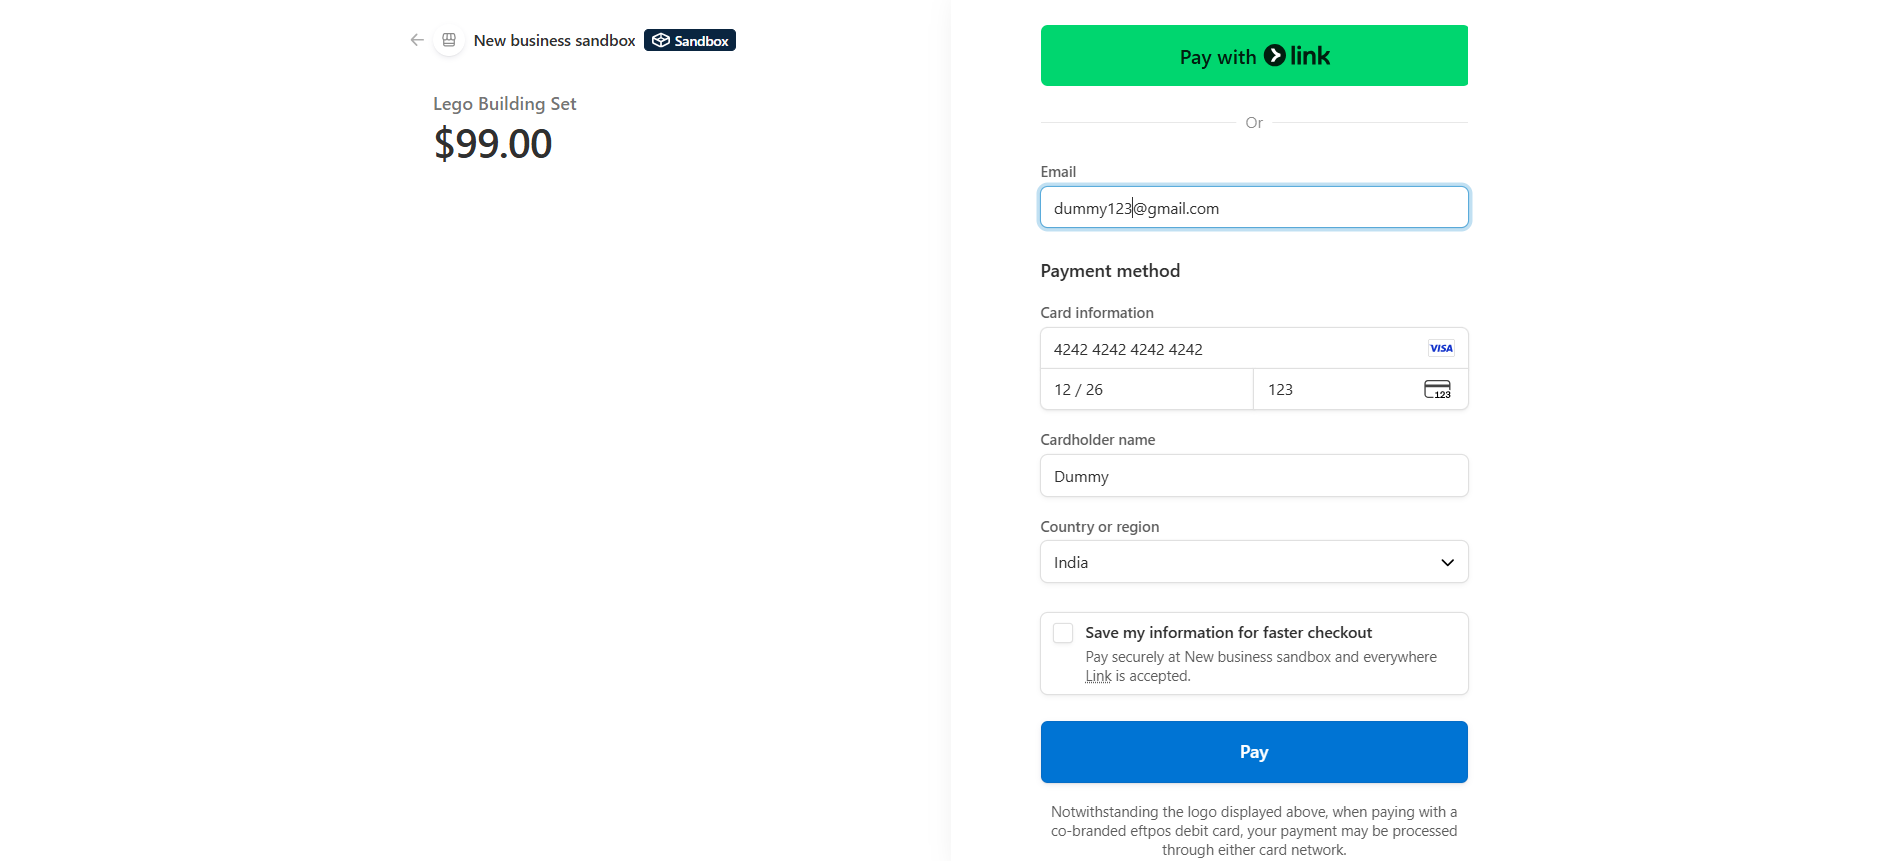 New business sandbox
Sandbox
Lego Building Set
$99.00
Pay with link
Or
Email
dummy123@gmail.com
Payment method
Card information
4242 4242 4242 4242
VISA
12 / 26
123
123
Cardholder name
Dummy
Country or region
India
Save my information for faster checkout
Pay securely at New business sandbox and everywhere
Link is accepted.
Pay
Notwithstanding the logo displayed above, when paying with a
co-branded eftpos debit card, your payment may be processed
through either card network.